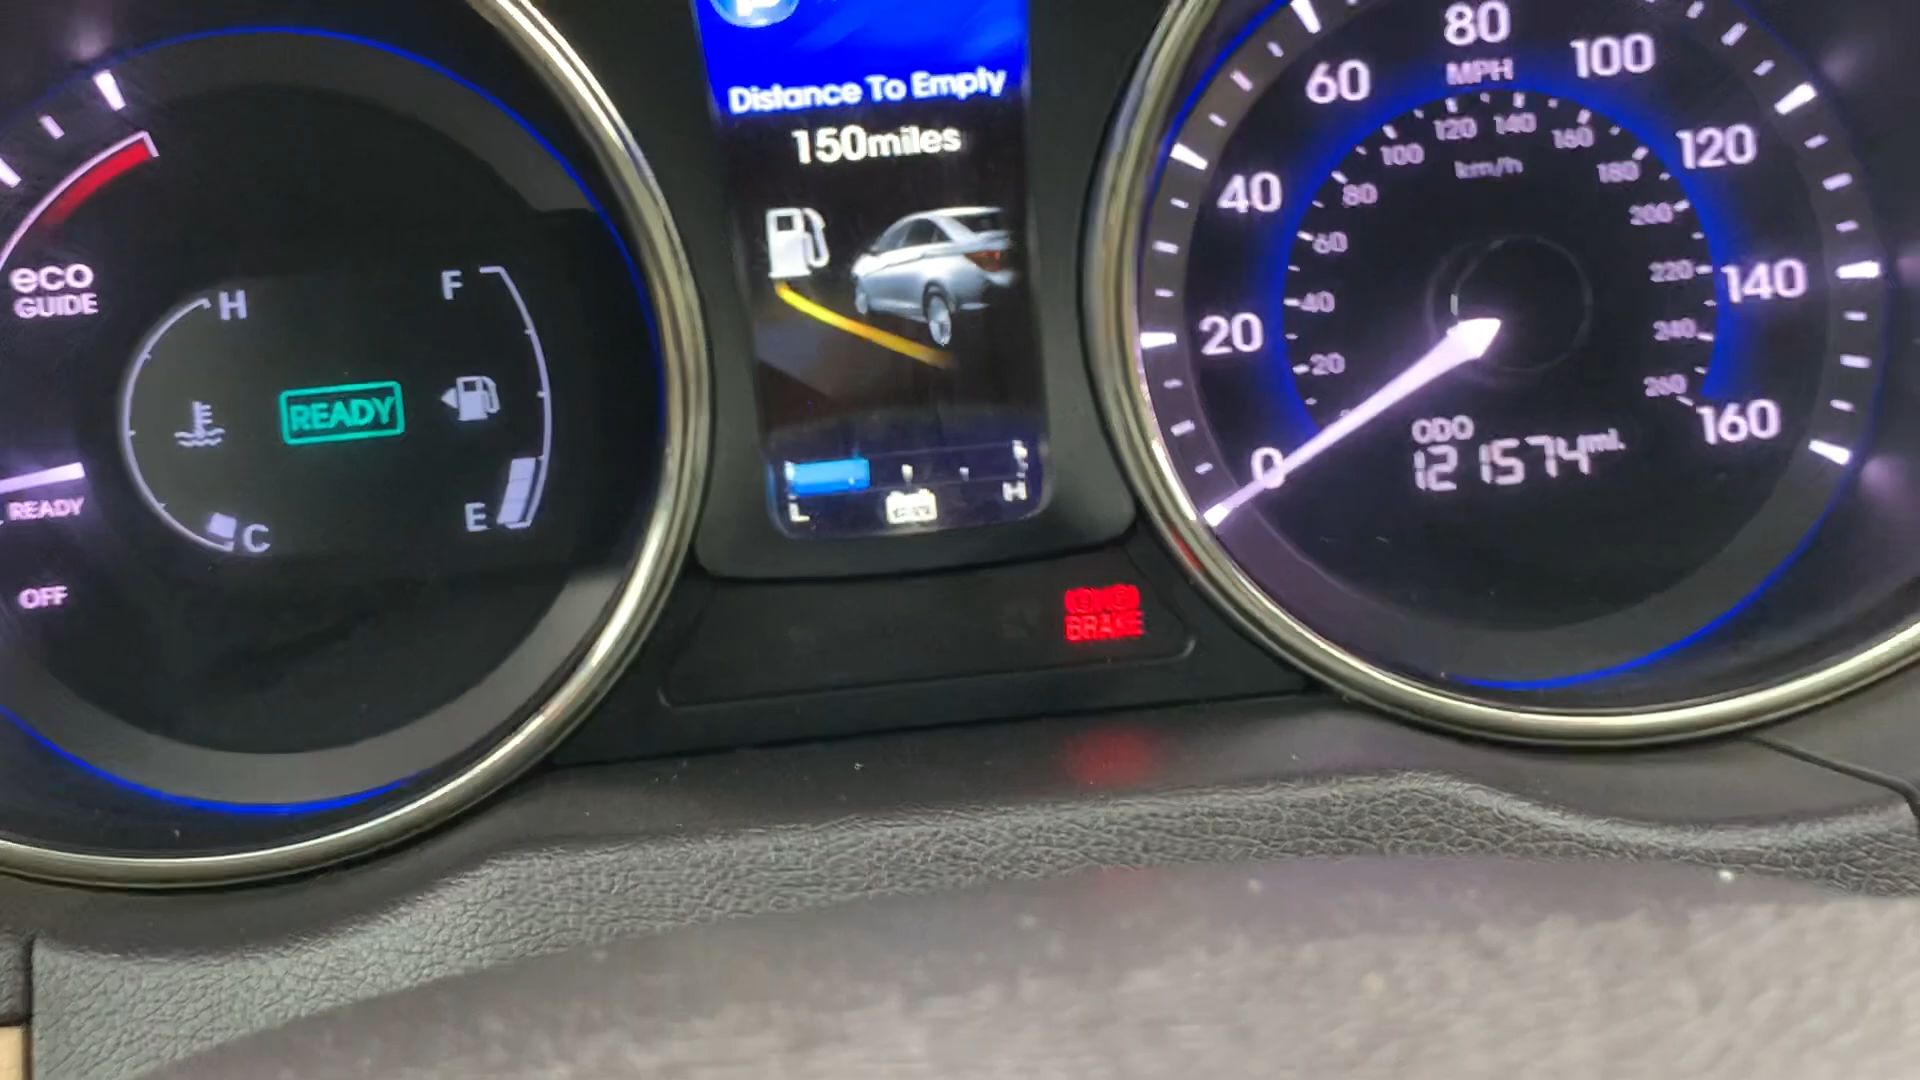 Distance To Empty
150miles
L
H
eco
GUIDE
H
F
READY
READY
C
E
OFF
BRAKE
0
20
40
60
80
100
120
140
160
MPH
20
40
60
80
100
120
140
160
180
200
220
240
260
km/h
ODO
121574mi.